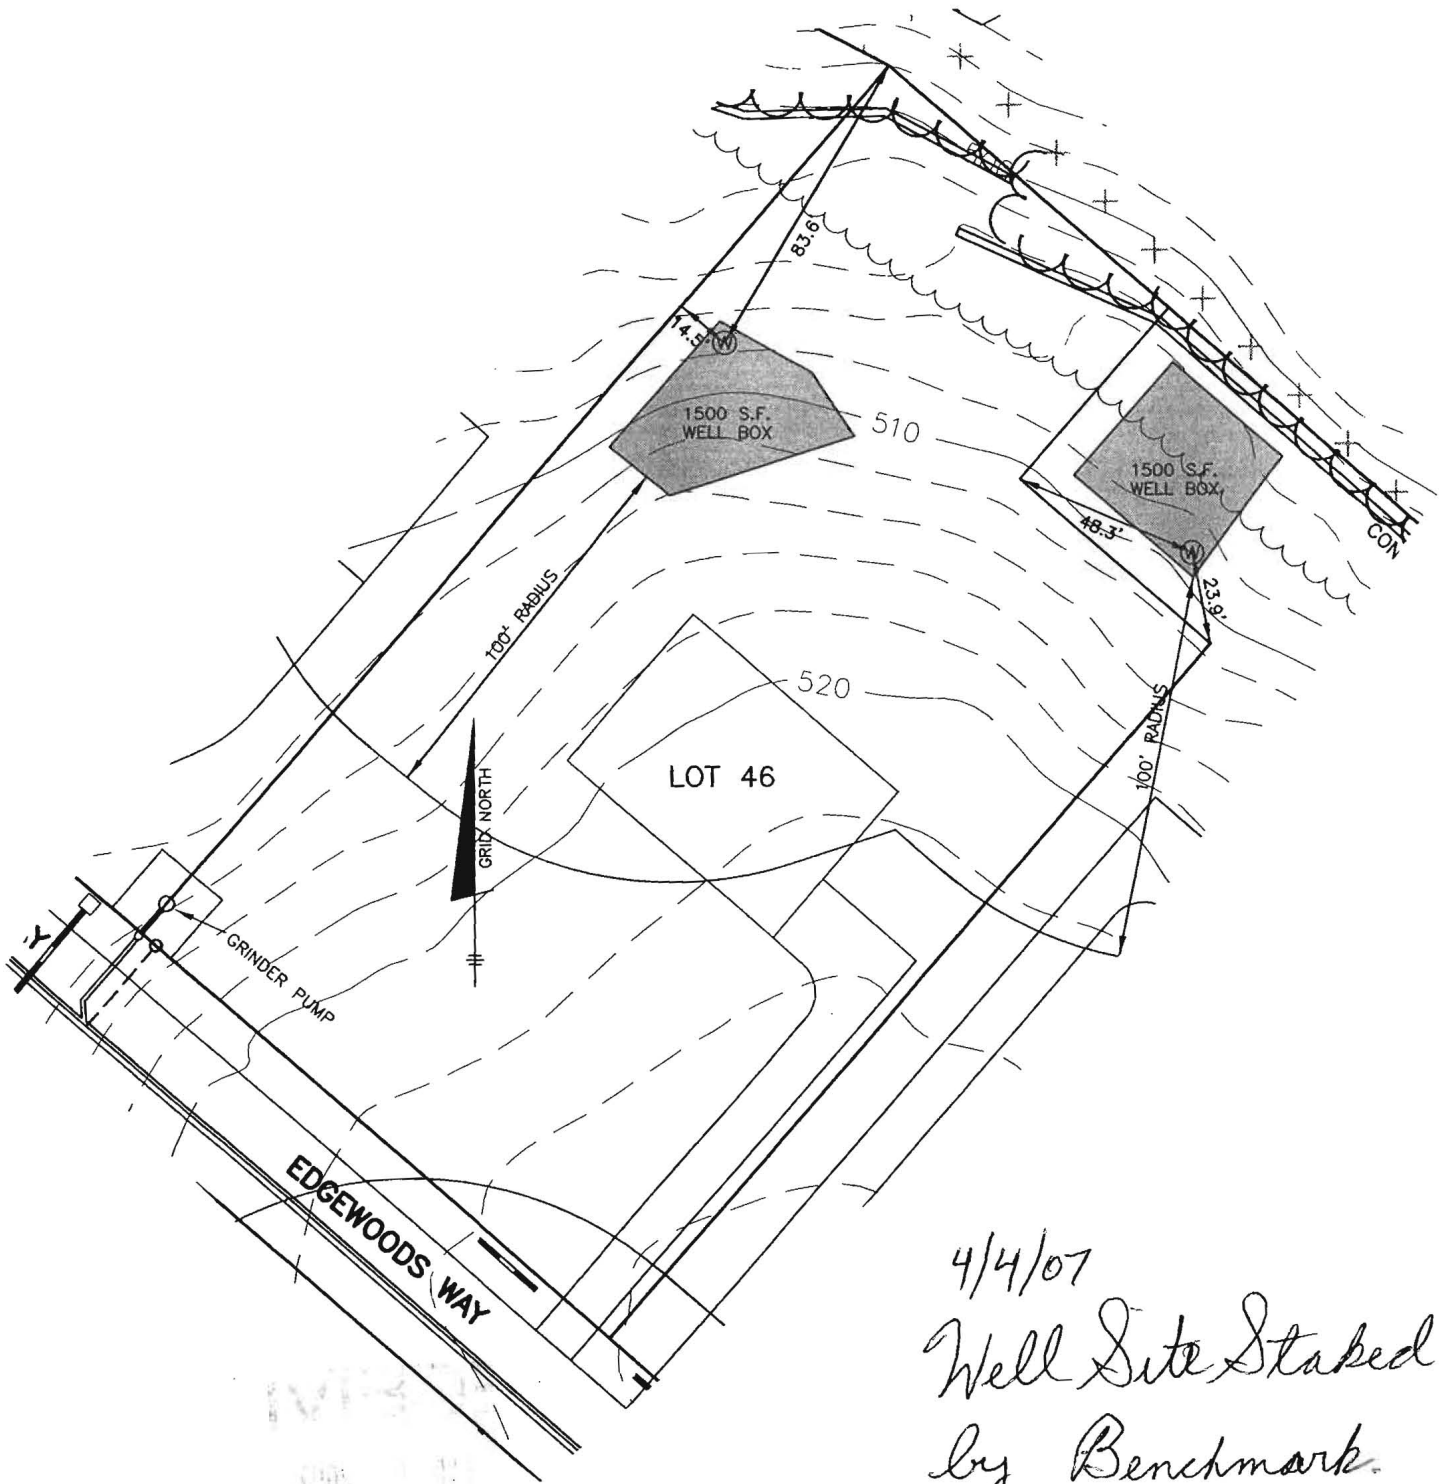 83.6'
14.5'
W
1500 S.F.
WELL BOX
510
1500 S.F.
WELL BOX
48.3'
W
CON
23.9'
100' RADIUS
520
100' RADIUS
LOT 46
GRID NORTH
Y
GRINDER PUMP
EDGEWOODS WAY
4/4/07
Well Site Staked
by Benchmark.